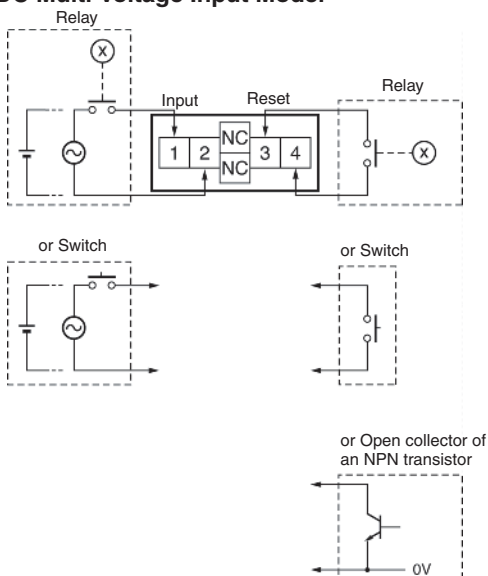 Relay
X
Input
Reset
Relay
1 2 NC NC 3 4
X
or Switch
or Switch
or Open collector of
an NPN transistor
0V